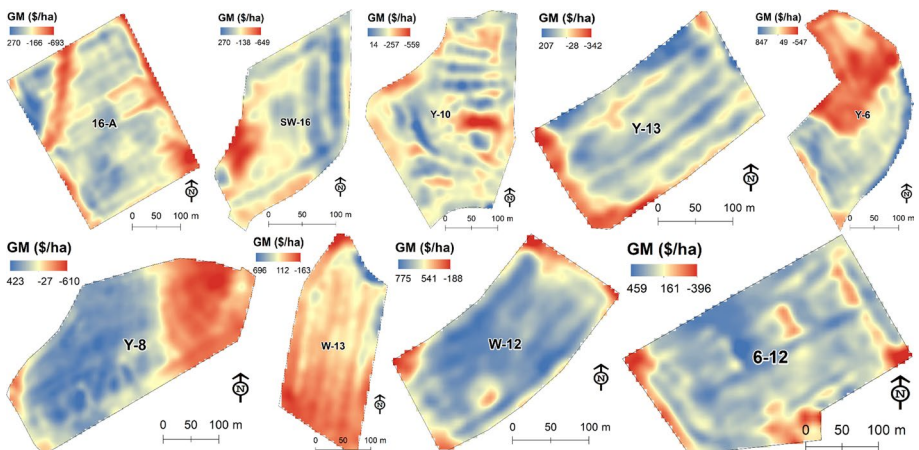 GM ($/ha)
270 -166 -693
16-A
N
0 50 100 m
GM ($/ha)
270 -138 -649
SW-16
N
0 50 100 m
GM ($/ha)
14 -257 -559
Y-10
N
0 50 100 m
GM ($/ha)
207 -28 -342
Y-13
N
0 50 100 m
GM ($/ha)
847 49 -547
Y-6
N
0 50 100 m
GM ($/ha)
423 -27 -610
Y-8
N
0 50 100 m
GM ($/ha)
696 112 -163
W-13
N
0 50 100 m
GM ($/ha)
775 541 -188
W-12
N
0 50 100 m
GM ($/ha)
459 161 -396
6-12
N
0 50 100 m